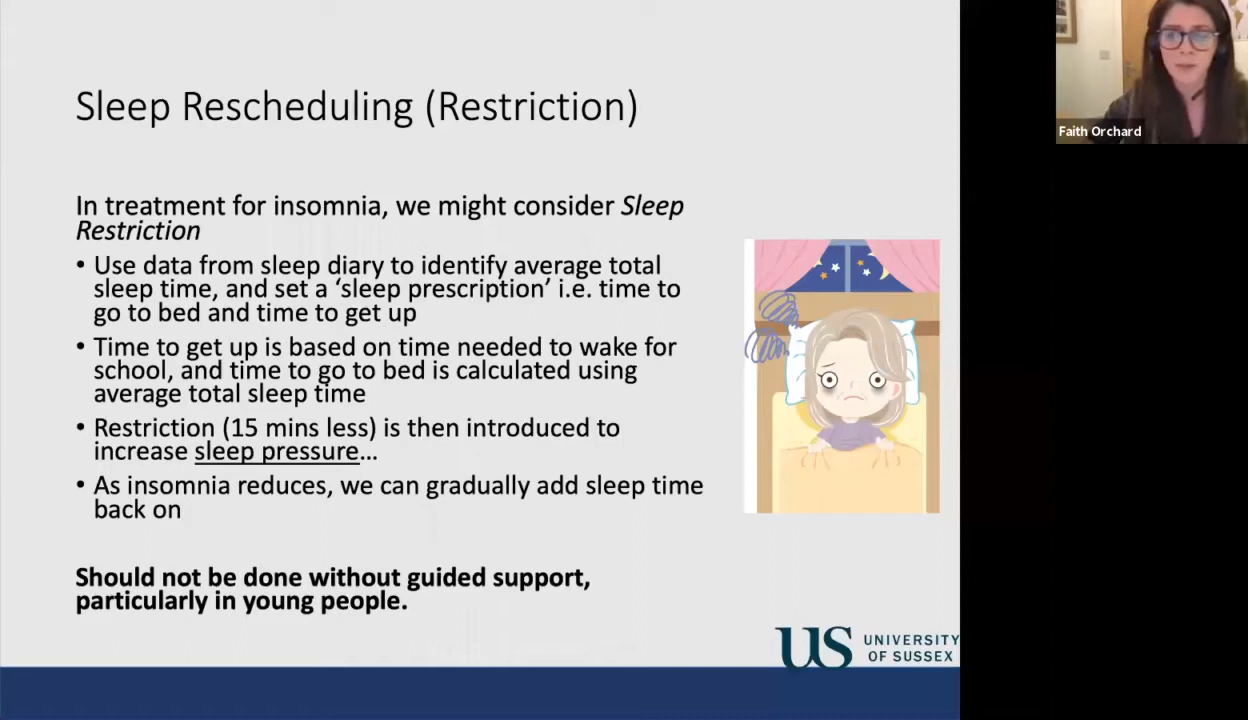 Sleep Rescheduling (Restriction)
In treatment for insomnia, we might consider Sleep
Restriction
• Use data from sleep diary to identify average total
sleep time, and set a ‘sleep prescription’ i.e. time to
go to bed and time to get up
• Time to get up is based on time needed to wake for
school, and time to go to bed is calculated using
average total sleep time
• Restriction (15 mins less) is then introduced to
increase sleep pressure…
• As insomnia reduces, we can gradually add sleep time
back on
Should not be done without guided support,
particularly in young people.
US UNIVERSITY
OF SUSSEX
Faith Orchard